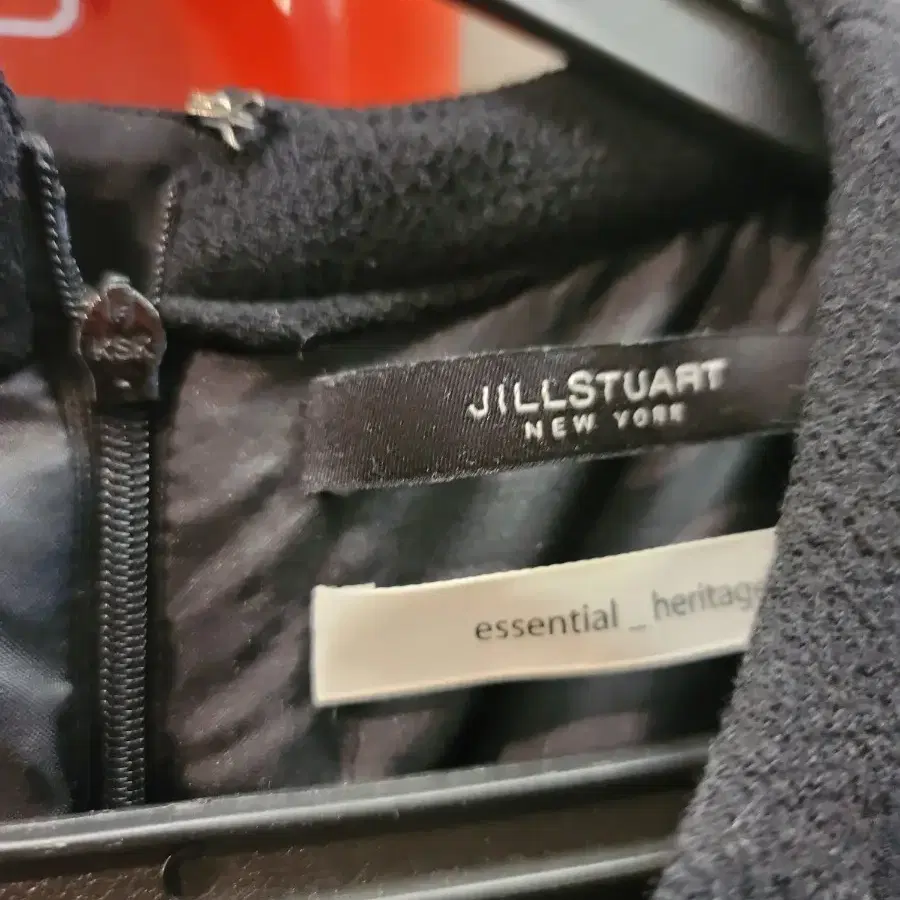 JILLSTUART
NEW YORK
essential _ heritage